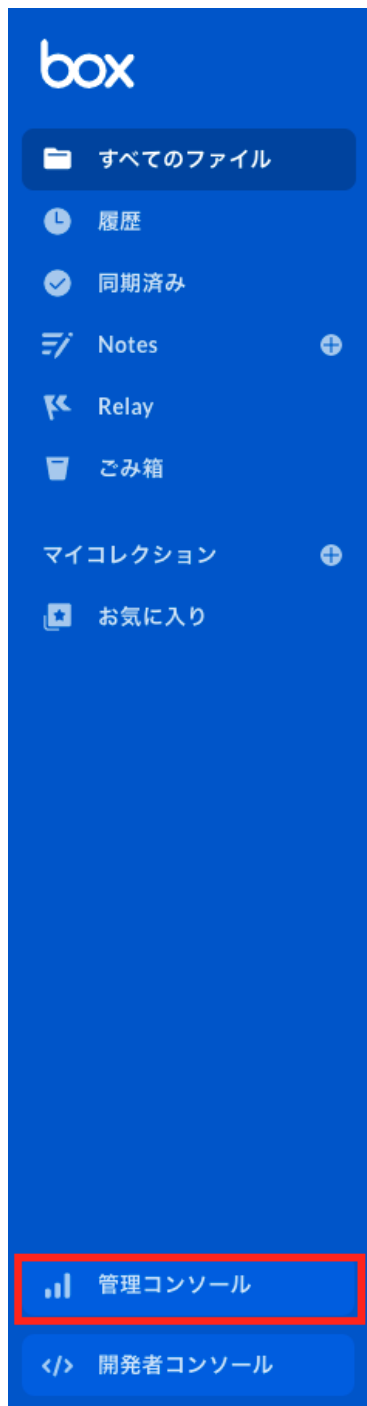 box
すべてのファイル
履歴
同期済み
Notes
Relay
ごみ箱
マイコレクション
お気に入り
管理コンソール
開発者コンソール